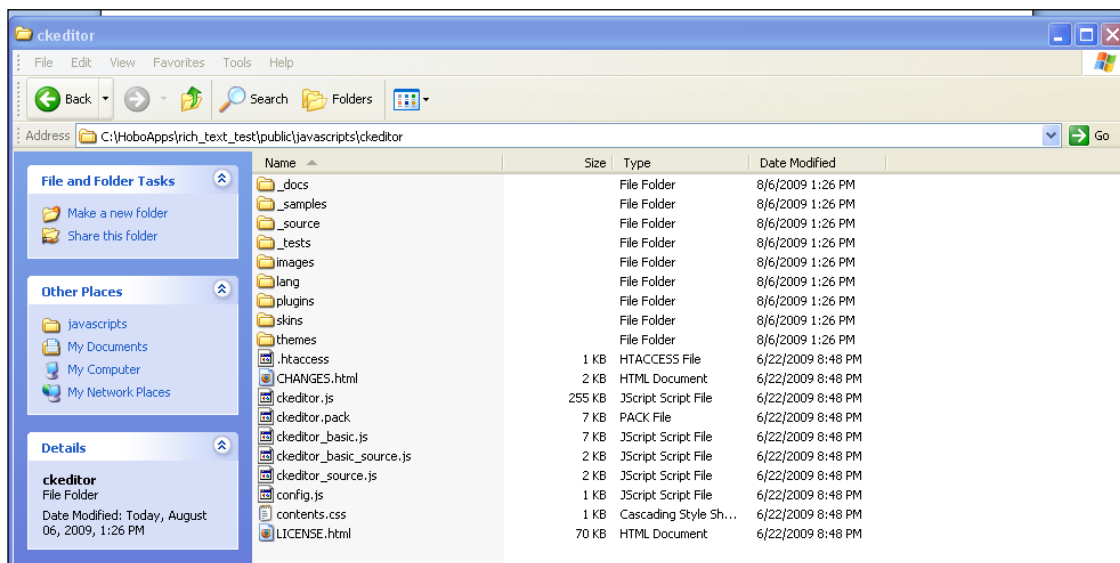 ckeditor
File Edit View Favorites Tools Help
Back Search Folders
Address C:\HoboApps\rich_text_test\public\javascripts\ckeditor Go
File and Folder Tasks
Make a new folder
Share this folder
Other Places
javascripts
My Documents
My Computer
My Network Places
Details
ckeditor
File Folder
Date Modified: Today, August
06, 2009, 1:26 PM
Name Size Type Date Modified
_docs File Folder 8/6/2009 1:26 PM
_samples File Folder 8/6/2009 1:26 PM
_source File Folder 8/6/2009 1:26 PM
_tests File Folder 8/6/2009 1:26 PM
images File Folder 8/6/2009 1:26 PM
lang File Folder 8/6/2009 1:26 PM
plugins File Folder 8/6/2009 1:26 PM
skins File Folder 8/6/2009 1:26 PM
themes File Folder 8/6/2009 1:26 PM
.htaccess 1 KB HTACCESS File 6/22/2009 8:48 PM
CHANGES.html 2 KB HTML Document 6/22/2009 8:48 PM
ckeditor.js 255 KB JScript Script File 6/22/2009 8:48 PM
ckeditor.pack 7 KB PACK File 6/22/2009 8:48 PM
ckeditor_basic.js 7 KB JScript Script File 6/22/2009 8:48 PM
ckeditor_basic_source.js 2 KB JScript Script File 6/22/2009 8:48 PM
ckeditor_source.js 2 KB JScript Script File 6/22/2009 8:48 PM
config.js 1 KB JScript Script File 6/22/2009 8:48 PM
contents.css 1 KB Cascading Style Sh... 6/22/2009 8:48 PM
LICENSE.html 70 KB HTML Document 6/22/2009 8:48 PM